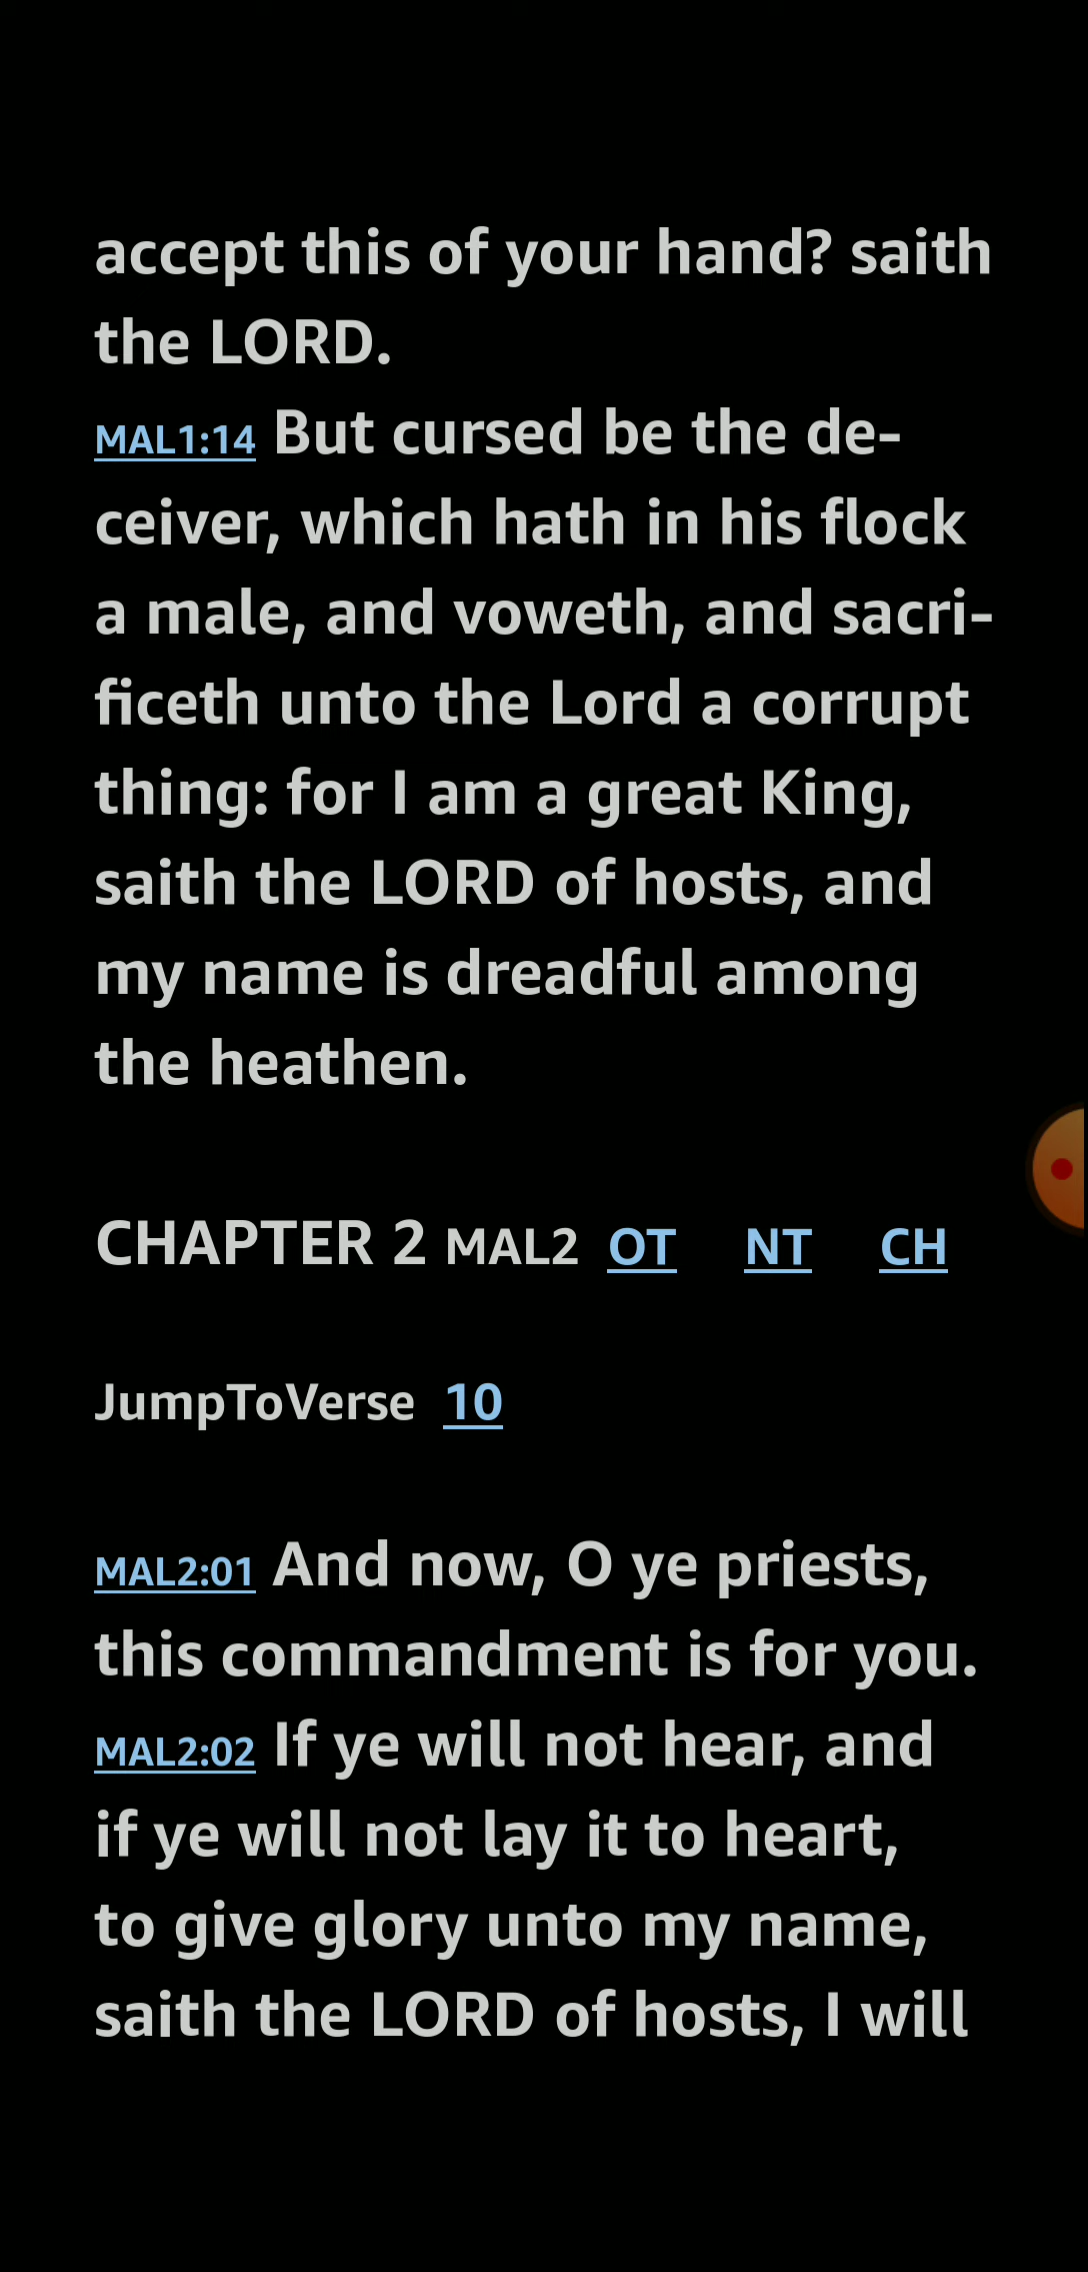 accept this of your hand? saith
the LORD.
MAL1:14 But cursed be the de-
ceiver, which hath in his flock
a male, and voweth, and sacri-
ficeth unto the Lord a corrupt
thing: for I am a great King,
saith the LORD of hosts, and
my name is dreadful among
the heathen.
CHAPTER 2 MAL2 OT NT CH
JumpToVerse 10
MAL2:01 And now, O ye priests,
this commandment is for you.
MAL2:02 If ye will not hear, and
if ye will not lay it to heart,
to give glory unto my name,
saith the LORD of hosts, I will